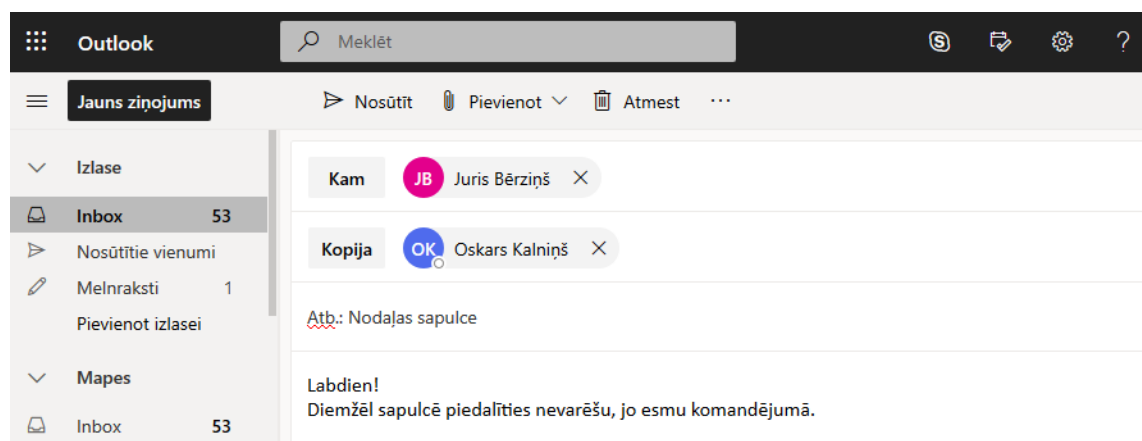 Outlook
Meklēt
Jauns ziņojums
Nosūtīt Pievienot Atmest ...
Izlase
Inbox 53
Nosūtītie vienumi
Melnraksti 1
Pievienot izlasei
Mapes
Inbox 53
Kam JB Juris Bērziņš
Kopija OK Oskars Kalniņš
Atb.: Nodaļas sapulce
Labdien!
Diemžēl sapulcē piedalīties nevarēšu, jo esmu komandējumā.